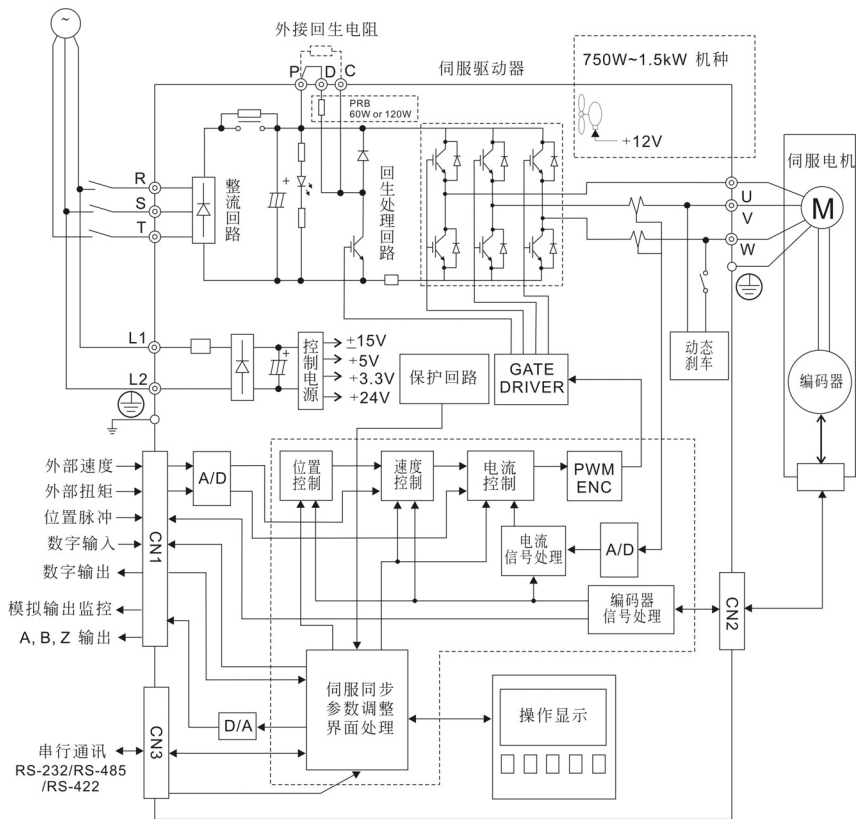 ~
外接回生电阻
P D C
伺服驱动器
750W~1.5kW 机种
PRB
60W or 120W
+12V
伺服电机
R
S
T
整流回路
回生处理回路
M
U
V
W
L1
L2
控制电源
±15V
+5V
+3.3V
+24V
保护回路
GATE
DRIVER
动态
刹车
编码器
外部速度
外部扭矩
位置脉冲
数字输入
数字输出
模拟输出监控
A, B, Z 输出
CN1
A/D
位置
控制
速度
控制
电流
控制
PWM
ENC
电流
信号处理
A/D
编码器
信号处理
CN2
伺服同步
参数调整
界面处理
D/A
操作显示
CN3
串行通讯
RS-232/RS-485
/RS-422